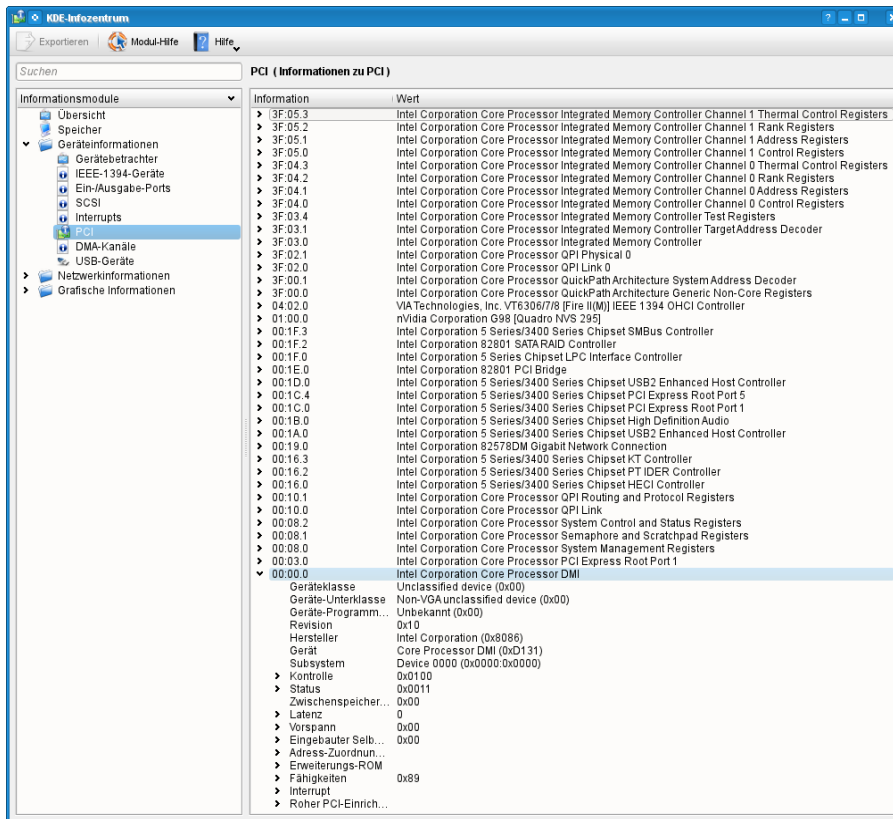 KDE-Infozentrum
Exportieren Modul-Hilfe Hilfe
Suchen
PCI ( Informationen zu PCI )
Informationsmodule
Übersicht
Speicher
Geräteinformationen
Gerätebetrachter
IEEE-1394-Geräte
Ein-/Ausgabe-Ports
SCSI
Interrupts
PCI
DMA-Kanäle
USB-Geräte
Netzwerkinformationen
Grafische Informationen
Information Wert
3F:05.3 Intel Corporation Core Processor Integrated Memory Controller Channel 1 Thermal Control Registers
3F:05.2 Intel Corporation Core Processor Integrated Memory Controller Channel 1 Rank Registers
3F:05.1 Intel Corporation Core Processor Integrated Memory Controller Channel 1 Address Registers
3F:05.0 Intel Corporation Core Processor Integrated Memory Controller Channel 1 Control Registers
3F:04.3 Intel Corporation Core Processor Integrated Memory Controller Channel 0 Thermal Control Registers
3F:04.2 Intel Corporation Core Processor Integrated Memory Controller Channel 0 Rank Registers
3F:04.1 Intel Corporation Core Processor Integrated Memory Controller Channel 0 Address Registers
3F:04.0 Intel Corporation Core Processor Integrated Memory Controller Channel 0 Control Registers
3F:03.4 Intel Corporation Core Processor Integrated Memory Controller Test Registers
3F:03.1 Intel Corporation Core Processor Integrated Memory Controller Target Address Decoder
3F:03.0 Intel Corporation Core Processor Integrated Memory Controller
3F:02.1 Intel Corporation Core Processor QPI Physical 0
3F:02.0 Intel Corporation Core Processor QPI Link 0
3F:00.1 Intel Corporation Core Processor QuickPath Architecture System Address Decoder
3F:00.0 Intel Corporation Core Processor QuickPath Architecture Generic Non-Core Registers
04:02.0 VIA Technologies, Inc. VT6306/7/8 [Fire II(M)] IEEE 1394 OHCI Controller
01:00.0 nVidia Corporation G98 [Quadro NVS 295]
00:1F.3 Intel Corporation 5 Series/3400 Series Chipset SMBus Controller
00:1F.2 Intel Corporation 82801 SATA RAID Controller
00:1F.0 Intel Corporation 5 Series Chipset LPC Interface Controller
00:1E.0 Intel Corporation 82801 PCI Bridge
00:1D.0 Intel Corporation 5 Series/3400 Series Chipset USB2 Enhanced Host Controller
00:1C.4 Intel Corporation 5 Series/3400 Series Chipset PCI Express Root Port 5
00:1C.0 Intel Corporation 5 Series/3400 Series Chipset PCI Express Root Port 1
00:1B.0 Intel Corporation 5 Series/3400 Series Chipset High Definition Audio
00:1A.0 Intel Corporation 5 Series/3400 Series Chipset USB2 Enhanced Host Controller
00:19.0 Intel Corporation 82578DM Gigabit Network Connection
00:16.3 Intel Corporation 5 Series/3400 Series Chipset KT Controller
00:16.2 Intel Corporation 5 Series/3400 Series Chipset PT IDER Controller
00:16.0 Intel Corporation 5 Series/3400 Series Chipset HECI Controller
00:10.1 Intel Corporation Core Processor QPI Routing and Protocol Registers
00:10.0 Intel Corporation Core Processor QPI Link
00:08.2 Intel Corporation Core Processor System Control and Status Registers
00:08.1 Intel Corporation Core Processor Semaphore and Scratchpad Registers
00:08.0 Intel Corporation Core Processor System Management Registers
00:03.0 Intel Corporation Core Processor PCI Express Root Port 1
00:00.0 Intel Corporation Core Processor DMI
Geräteklasse Unclassified device (0x00)
Geräte-Unterklasse Non-VGA unclassified device (0x00)
Geräte-Programm... Unbekannt (0x00)
Revision 0x10
Hersteller Intel Corporation (0x8086)
Gerät Core Processor DMI (0xD131)
Subsystem Device 0000 (0x0000:0x0000)
Kontrolle 0x0100
Status 0x0011
Zwischenspeicher... 0x00
Latenz 0
Vorspann 0x00
Eingebauter Selb... 0x00
Adress-Zuordnun...
Erweiterungs-ROM
Fähigkeiten 0x89
Interrupt
Roher PCI-Einrich...